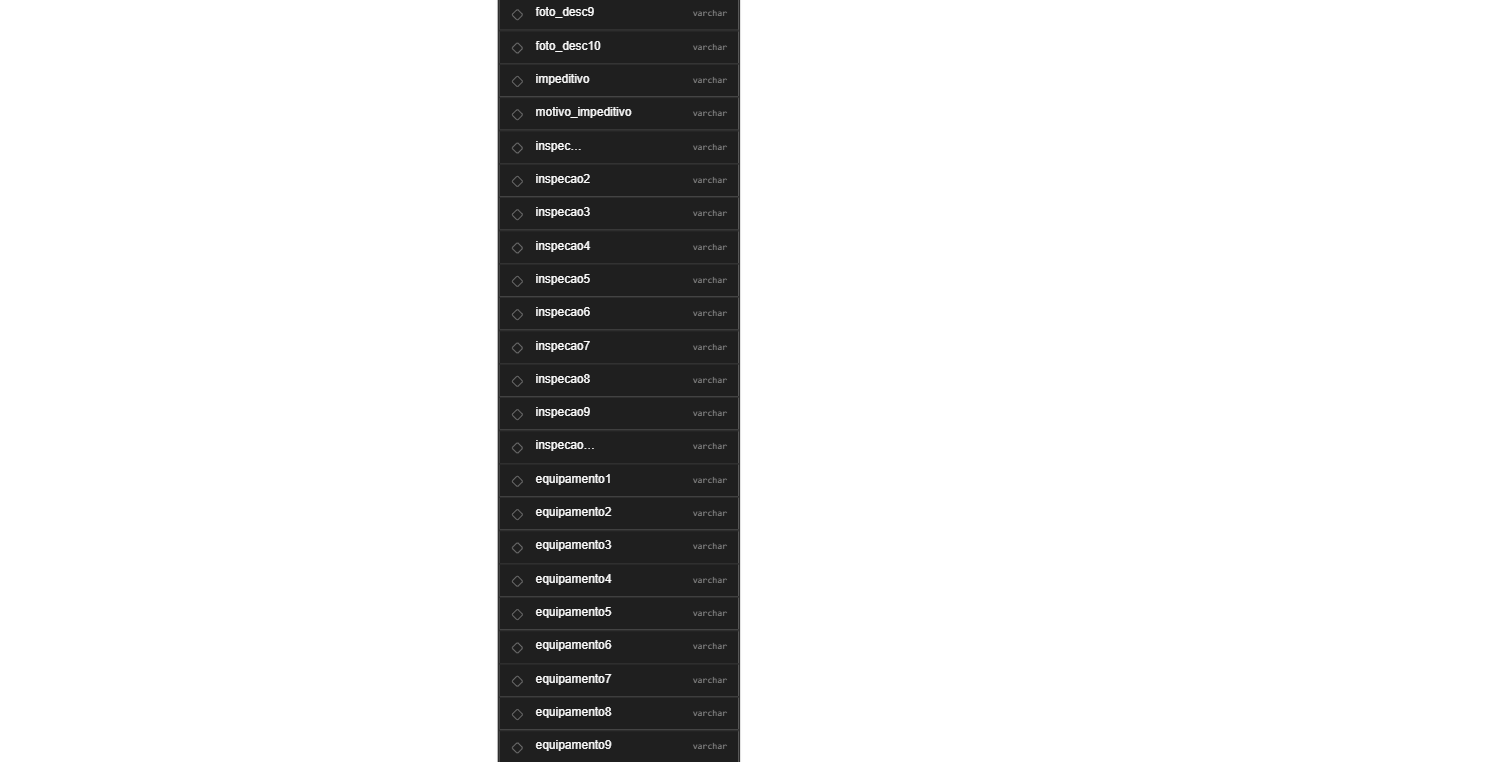 foto_desc9 varchar
foto_desc10 varchar
impeditivo varchar
motivo_impeditivo varchar
inspec... varchar
inspecao2 varchar
inspecao3 varchar
inspecao4 varchar
inspecao5 varchar
inspecao6 varchar
inspecao7 varchar
inspecao8 varchar
inspecao9 varchar
inspecao... varchar
equipamento1 varchar
equipamento2 varchar
equipamento3 varchar
equipamento4 varchar
equipamento5 varchar
equipamento6 varchar
equipamento7 varchar
equipamento8 varchar
equipamento9 varchar